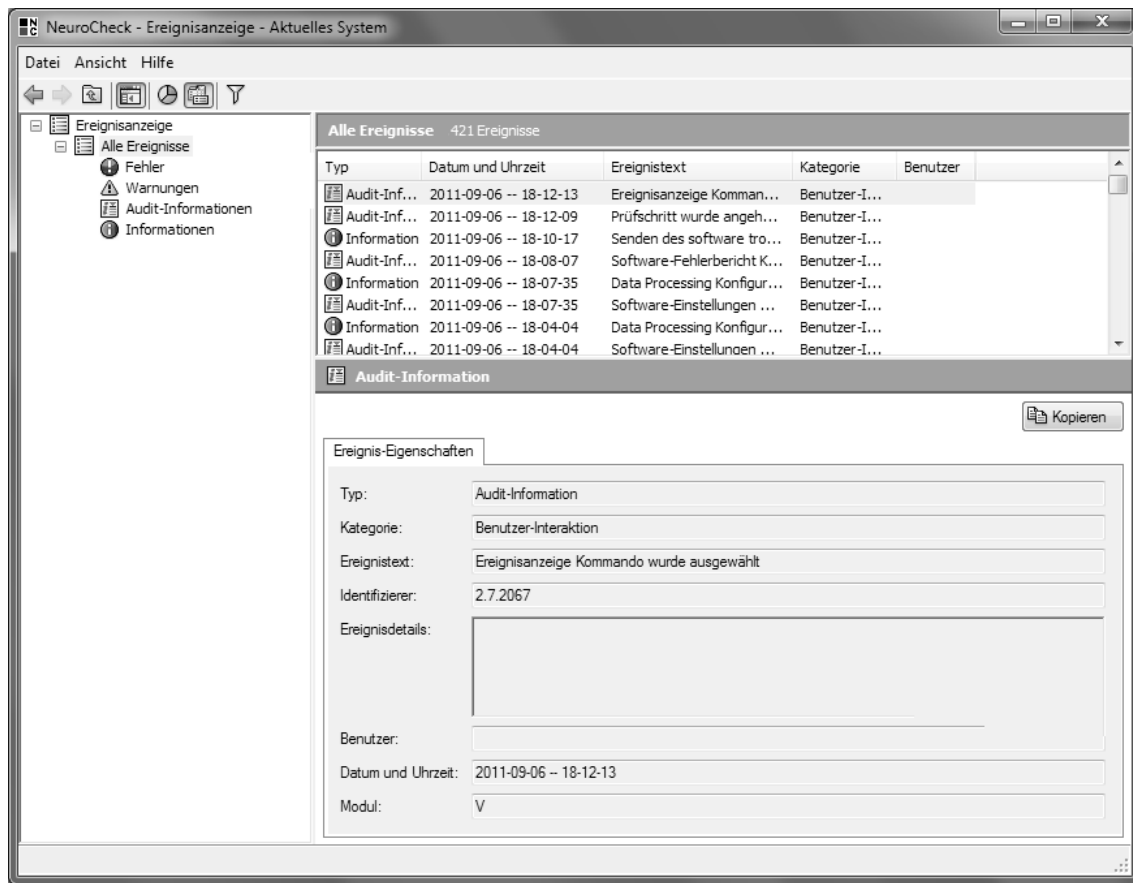 NeuroCheck - Ereignisanzeige - Aktuelles System
Datei Ansicht Hilfe
Ereignisanzeige
Alle Ereignisse
Fehler
Warnungen
Audit-Informationen
Informationen
Alle Ereignisse 421 Ereignisse
Typ Datum und Uhrzeit Ereignistext Kategorie Benutzer
Audit-Inf... 2011-09-06 -- 18-12-13 Ereignisanzeige Komman... Benutzer-I...
Audit-Inf... 2011-09-06 -- 18-12-09 Prüfschritt wurde angeh... Benutzer-I...
Information 2011-09-06 -- 18-10-17 Senden des software tro... Benutzer-I...
Audit-Inf... 2011-09-06 -- 18-08-07 Software-Fehlerbericht K... Benutzer-I...
Information 2011-09-06 -- 18-07-35 Data Processing Konfigur... Benutzer-I...
Audit-Inf... 2011-09-06 -- 18-07-35 Software-Einstellungen ... Benutzer-I...
Information 2011-09-06 -- 18-04-04 Data Processing Konfigur... Benutzer-I...
Audit-Inf... 2011-09-06 -- 18-04-04 Software-Einstellungen ... Benutzer-I...
Audit-Information
Kopieren
Ereignis-Eigenschaften
Typ: Audit-Information
Kategorie: Benutzer-Interaktion
Ereignistext: Ereignisanzeige Kommando wurde ausgewählt
Identifizierer: 2.7.2067
Ereignisdetails:
Benutzer:
Datum und Uhrzeit: 2011-09-06 -- 18-12-13
Modul: V